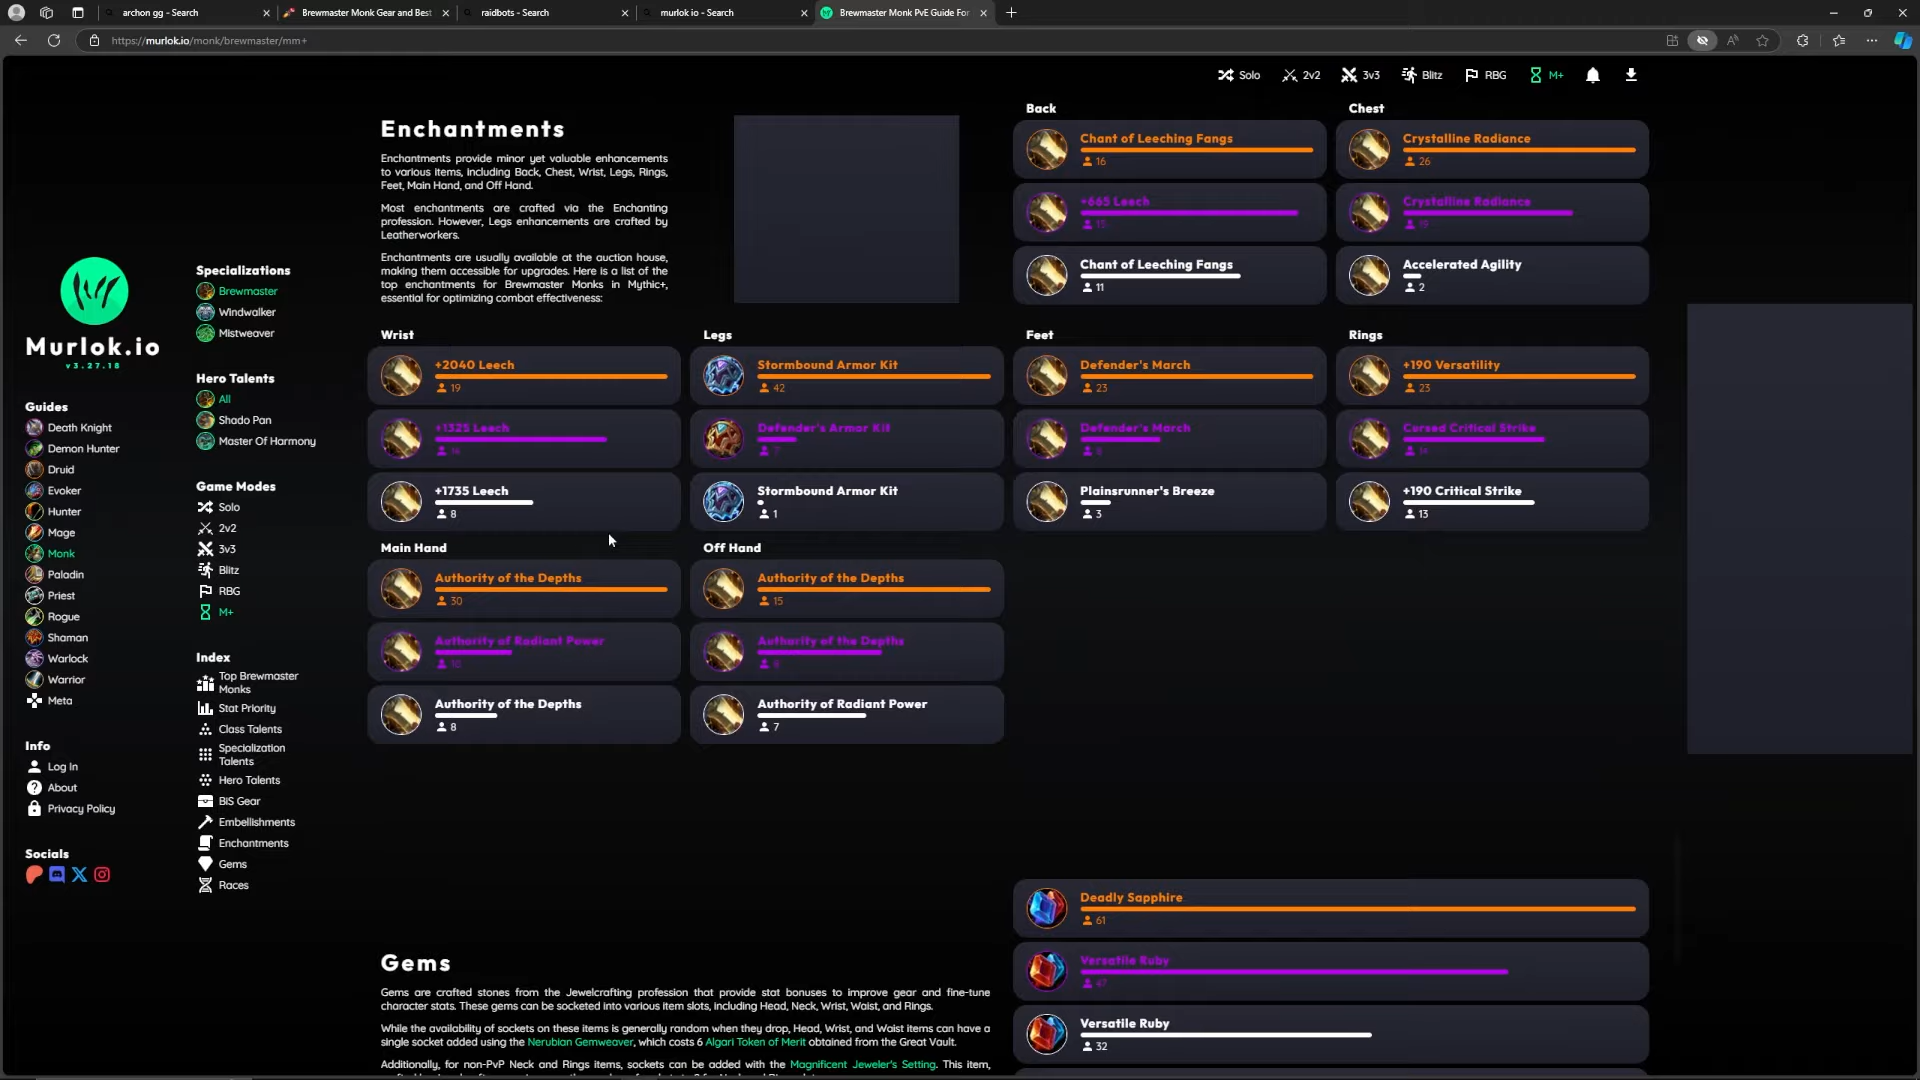 archon gg - Search
Brewmaster Monk Gear and Best
raidbots - Search
murlok io - Search
Brewmaster Monk PvE Guide For
https://murlok.io/monk/brewmaster/mm+
Solo
2v2
3v3
Blitz
RBG
M+
Murlok.io
v3.27.18
Guides
Death Knight
Demon Hunter
Druid
Evoker
Hunter
Mage
Monk
Paladin
Priest
Rogue
Shaman
Warlock
Warrior
Meta
Info
Log In
About
Privacy Policy
Socials
Specializations
Brewmaster
Windwalker
Mistweaver
Hero Talents
All
Shado Pan
Master Of Harmony
Game Modes
Solo
2v2
3v3
Blitz
RBG
M+
Index
Top Brewmaster
Monks
Stat Priority
Class Talents
Specialization
Talents
Hero Talents
BiS Gear
Embellishments
Enchantments
Gems
Races
Enchantments
Enchantments provide minor yet valuable enhancements
to various items, including Back, Chest, Wrist, Legs, Rings,
Feet, Main Hand, and Off Hand.
Most enchantments are crafted via the Enchanting
profession. However, Legs enhancements are crafted by
Leatherworkers.
Enchantments are usually available at the auction house,
making them accessible for upgrades. Here is a list of the
top enchantments for Brewmaster Monks in Mythic+,
essential for optimizing combat effectiveness:
Back
Chant of Leeching Fangs
16
+665 Leech
15
Chant of Leeching Fangs
11
Chest
Crystalline Radiance
26
Crystalline Radiance
19
Accelerated Agility
2
Wrist
+2040 Leech
19
+1325 Leech
14
+1735 Leech
8
Legs
Stormbound Armor Kit
42
Defender's Armor Kit
7
Stormbound Armor Kit
1
Feet
Defender's March
23
Defender's March
8
Plainsrunner's Breeze
3
Rings
+190 Versatility
23
Cursed Critical Strike
14
+190 Critical Strike
13
Main Hand
Authority of the Depths
30
Authority of Radiant Power
10
Authority of the Depths
8
Off Hand
Authority of the Depths
15
Authority of the Depths
8
Authority of Radiant Power
7
Gems
Gems are crafted stones from the Jewelcrafting profession that provide stat bonuses to improve gear and fine-tune
character stats. These gems can be socketed into various item slots, including Head, Neck, Wrist, Waist, and Rings.
While the availability of sockets on these items is generally random when they drop, Head, Wrist, and Waist items can have a
single socket added using the Nerubian Gemweaver, which costs 6 Algari Token of Merit obtained from the Great Vault.
Additionally, for non-PvP Neck and Rings items, sockets can be added with the Magnificent Jeweler's Setting. This item,
Deadly Sapphire
61
Versatile Ruby
47
Versatile Ruby
32